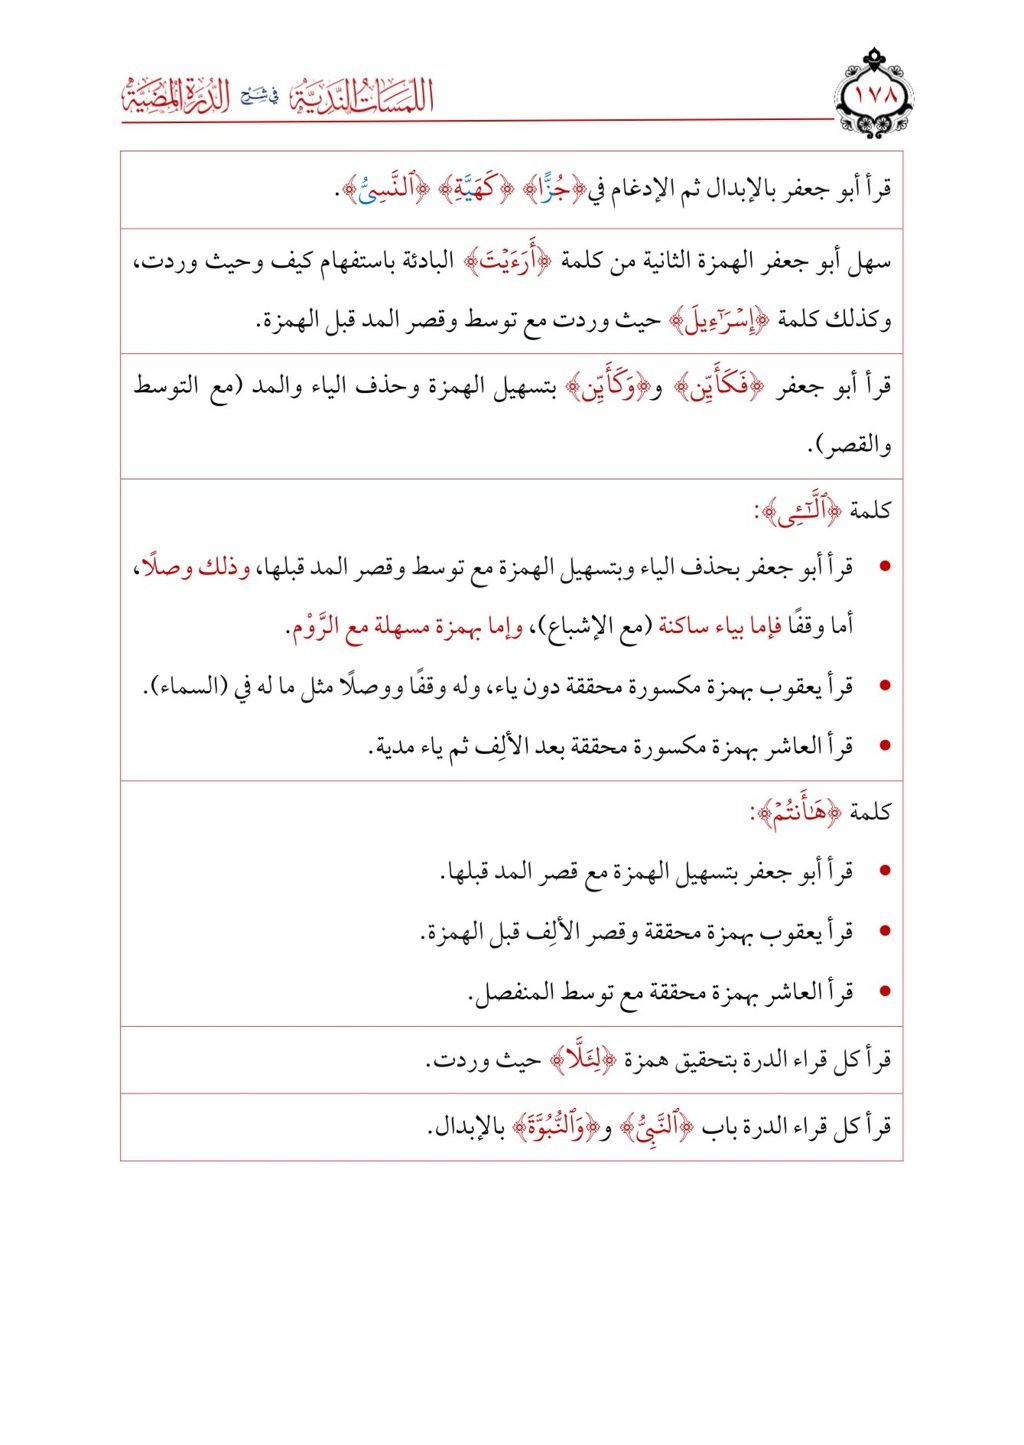 ١٧٨
اللمسات الندية في شرح الدرة المضية
قرأ أبو جعفر بالإبدال ثم الإدغام في ﴿جُزًّا﴾ ﴿كَهَيَّةِ﴾ ﴿ٱلنَّسِيُّ﴾.
سهل أبو جعفر الهمزة الثانية من كلمة ﴿أَرَءَيۡتَ﴾ البادئة باستفهام كيف وحيث وردت،
وكذلك كلمة ﴿إِسۡرَـٰٓءِيلَ﴾ حيث وردت مع توسط وقصر المد قبل الهمزة.
قرأ أبو جعفر ﴿فَكَأَيِّن﴾ و﴿وَكَأَيِّن﴾ بتسهيل الهمزة وحذف الياء والمد (مع التوسط
والقصر).
كلمة ﴿ٱلَّـٰٓـِٔى﴾:
• قرأ أبو جعفر بحذف الياء وبتسهيل الهمزة مع توسط وقصر المد قبلها، وذلك وصلًا،
أما وقفًا فإما بياء ساكنة (مع الإشباع)، وإما بهمزة مسهلة مع الرَّوْم.
• قرأ يعقوب بهمزة مكسورة محققة دون ياء، وله وقفًا ووصلًا مثل ما له في (السماء).
• قرأ العاشر بهمزة مكسورة محققة بعد الألِف ثم ياء مدية.
كلمة ﴿هَـٰٓأَنتُمۡ﴾:
• قرأ أبو جعفر بتسهيل الهمزة مع قصر المد قبلها.
• قرأ يعقوب بهمزة محققة وقصر الألِف قبل الهمزة.
• قرأ العاشر بهمزة محققة مع توسط المنفصل.
قرأ كل قراء الدرة بتحقيق همزة ﴿لِئَلَّا﴾ حيث وردت.
قرأ كل قراء الدرة باب ﴿ٱلنَّبِيُّ﴾ و﴿وَٱلنُّبُوَّةَ﴾ بالإبدال.